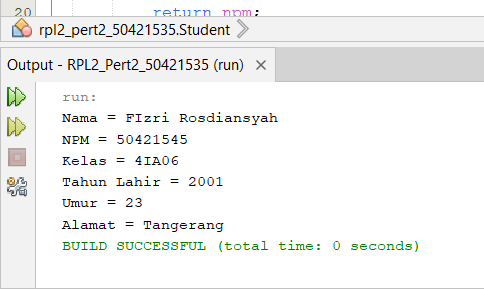 20 return npm;
rpl2_pert2_50421535.Student
Output - RPL2_Pert2_50421535 (run) ×
run:
Nama = FIzri Rosdiansyah
NPM = 50421545
Kelas = 4IA06
Tahun Lahir = 2001
Umur = 23
Alamat = Tangerang
BUILD SUCCESSFUL (total time: 0 seconds)